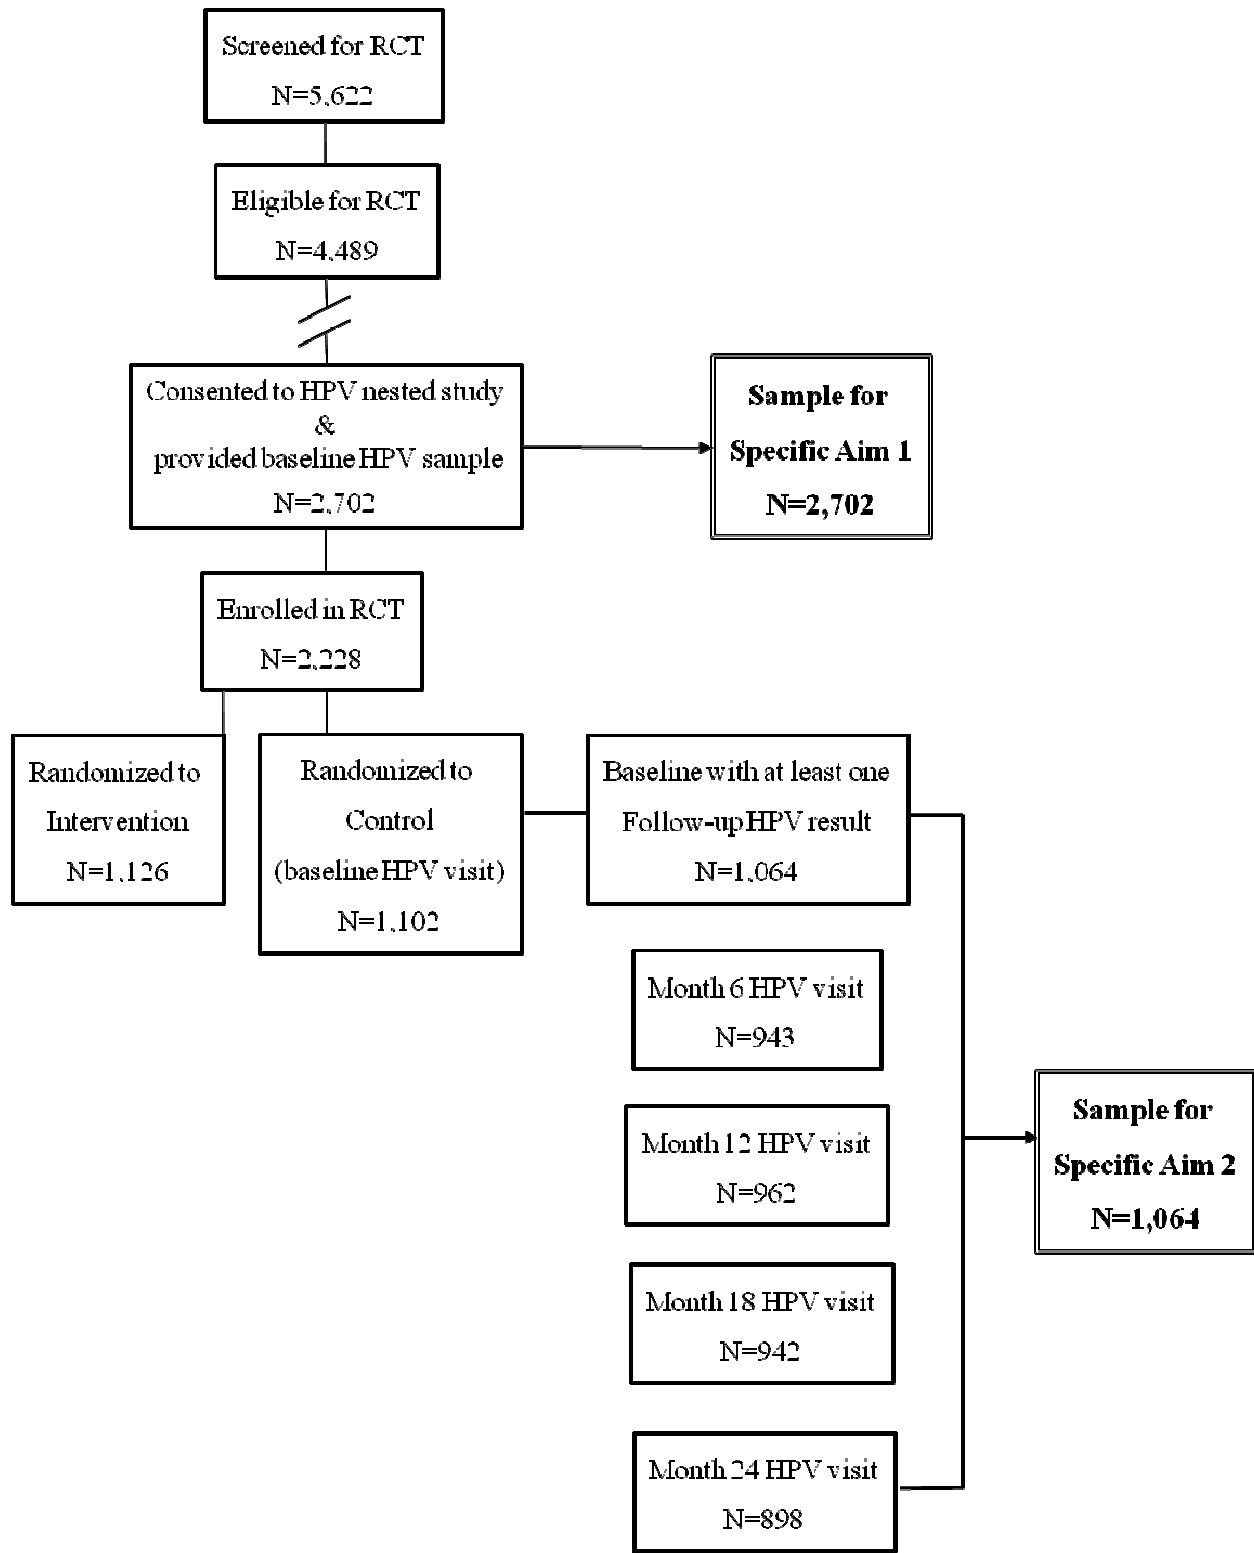 Screened for RCT
N=5,622
Eligible for RCT
N=4,489
Consented to HPV nested study
&
provided baseline HPV sample
N=2,702
Sample for
Specific Aim 1
N=2,702
Enrolled in RCT
N=2,228
Randomized to
Intervention
N=1,126
Randomized to
Control
(baseline HPV visit)
N=1,102
Baseline with at least one
Follow-up HPV result
N=1,064
Month 6 HPV visit
N=943
Month 12 HPV visit
N=962
Sample for
Specific Aim 2
N=1,064
Month 18 HPV visit
N=942
Month 24 HPV visit
N=898